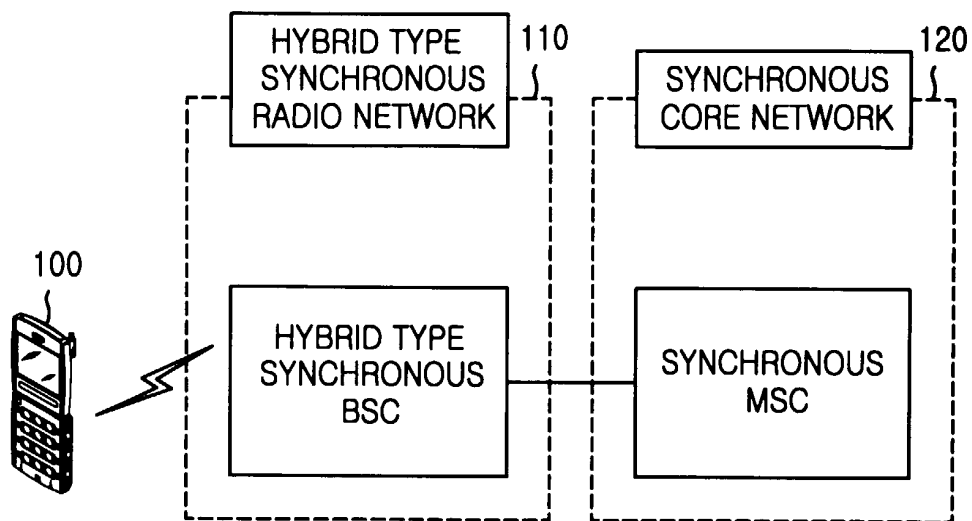 HYBRID TYPE
SYNCHRONOUS
RADIO NETWORK
110
SYNCHRONOUS
CORE NETWORK
120
100
HYBRID TYPE
SYNCHRONOUS
BSC
SYNCHRONOUS
MSC